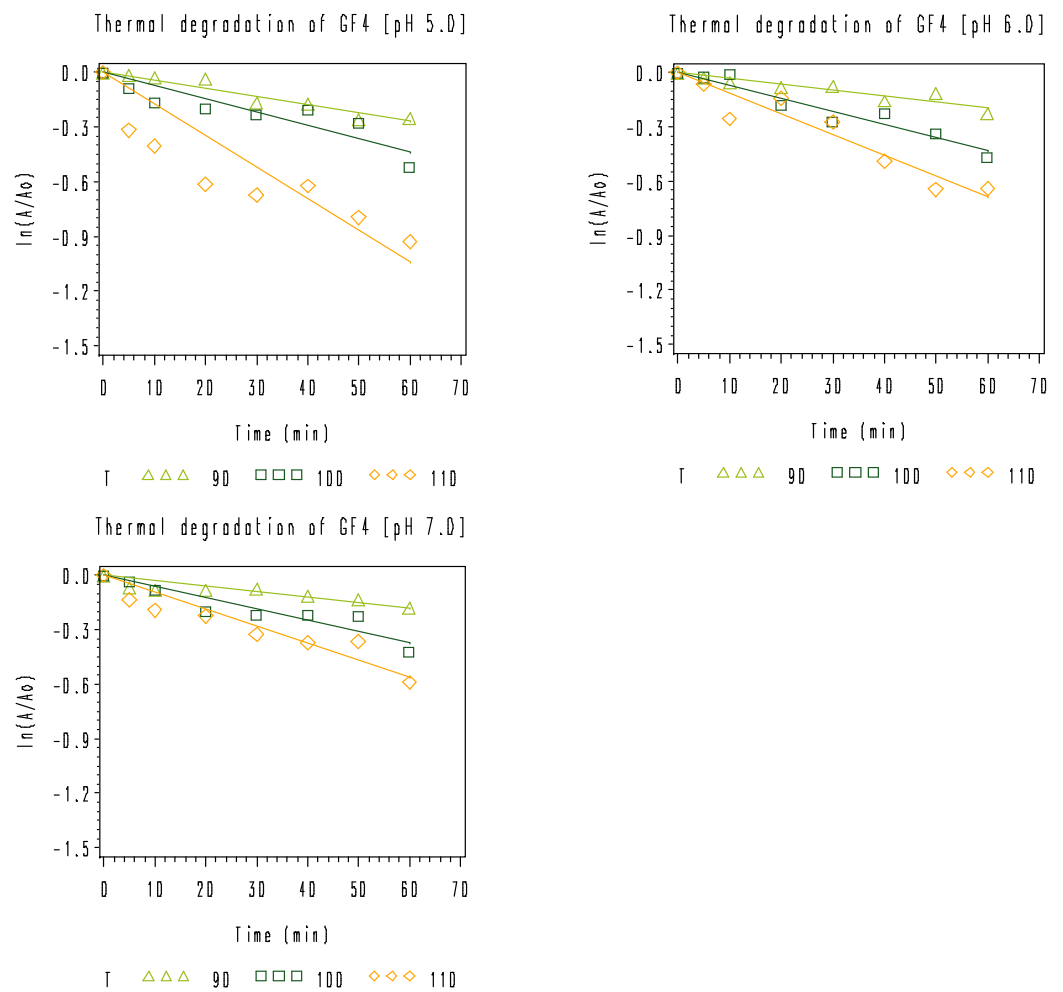 Thermal degradation of GF4 [pH 5.0]
ln(A/Ao)
0.0
-0.3
-0.6
-0.9
-1.2
-1.5
0 10 20 30 40 50 60 70
Time (min)
T 90 100 110
Thermal degradation of GF4 [pH 6.0]
ln(A/Ao)
0.0
-0.3
-0.6
-0.9
-1.2
-1.5
0 10 20 30 40 50 60 70
Time (min)
T 90 100 110
Thermal degradation of GF4 [pH 7.0]
ln(A/Ao)
0.0
-0.3
-0.6
-0.9
-1.2
-1.5
0 10 20 30 40 50 60 70
Time (min)
T 90 100 110